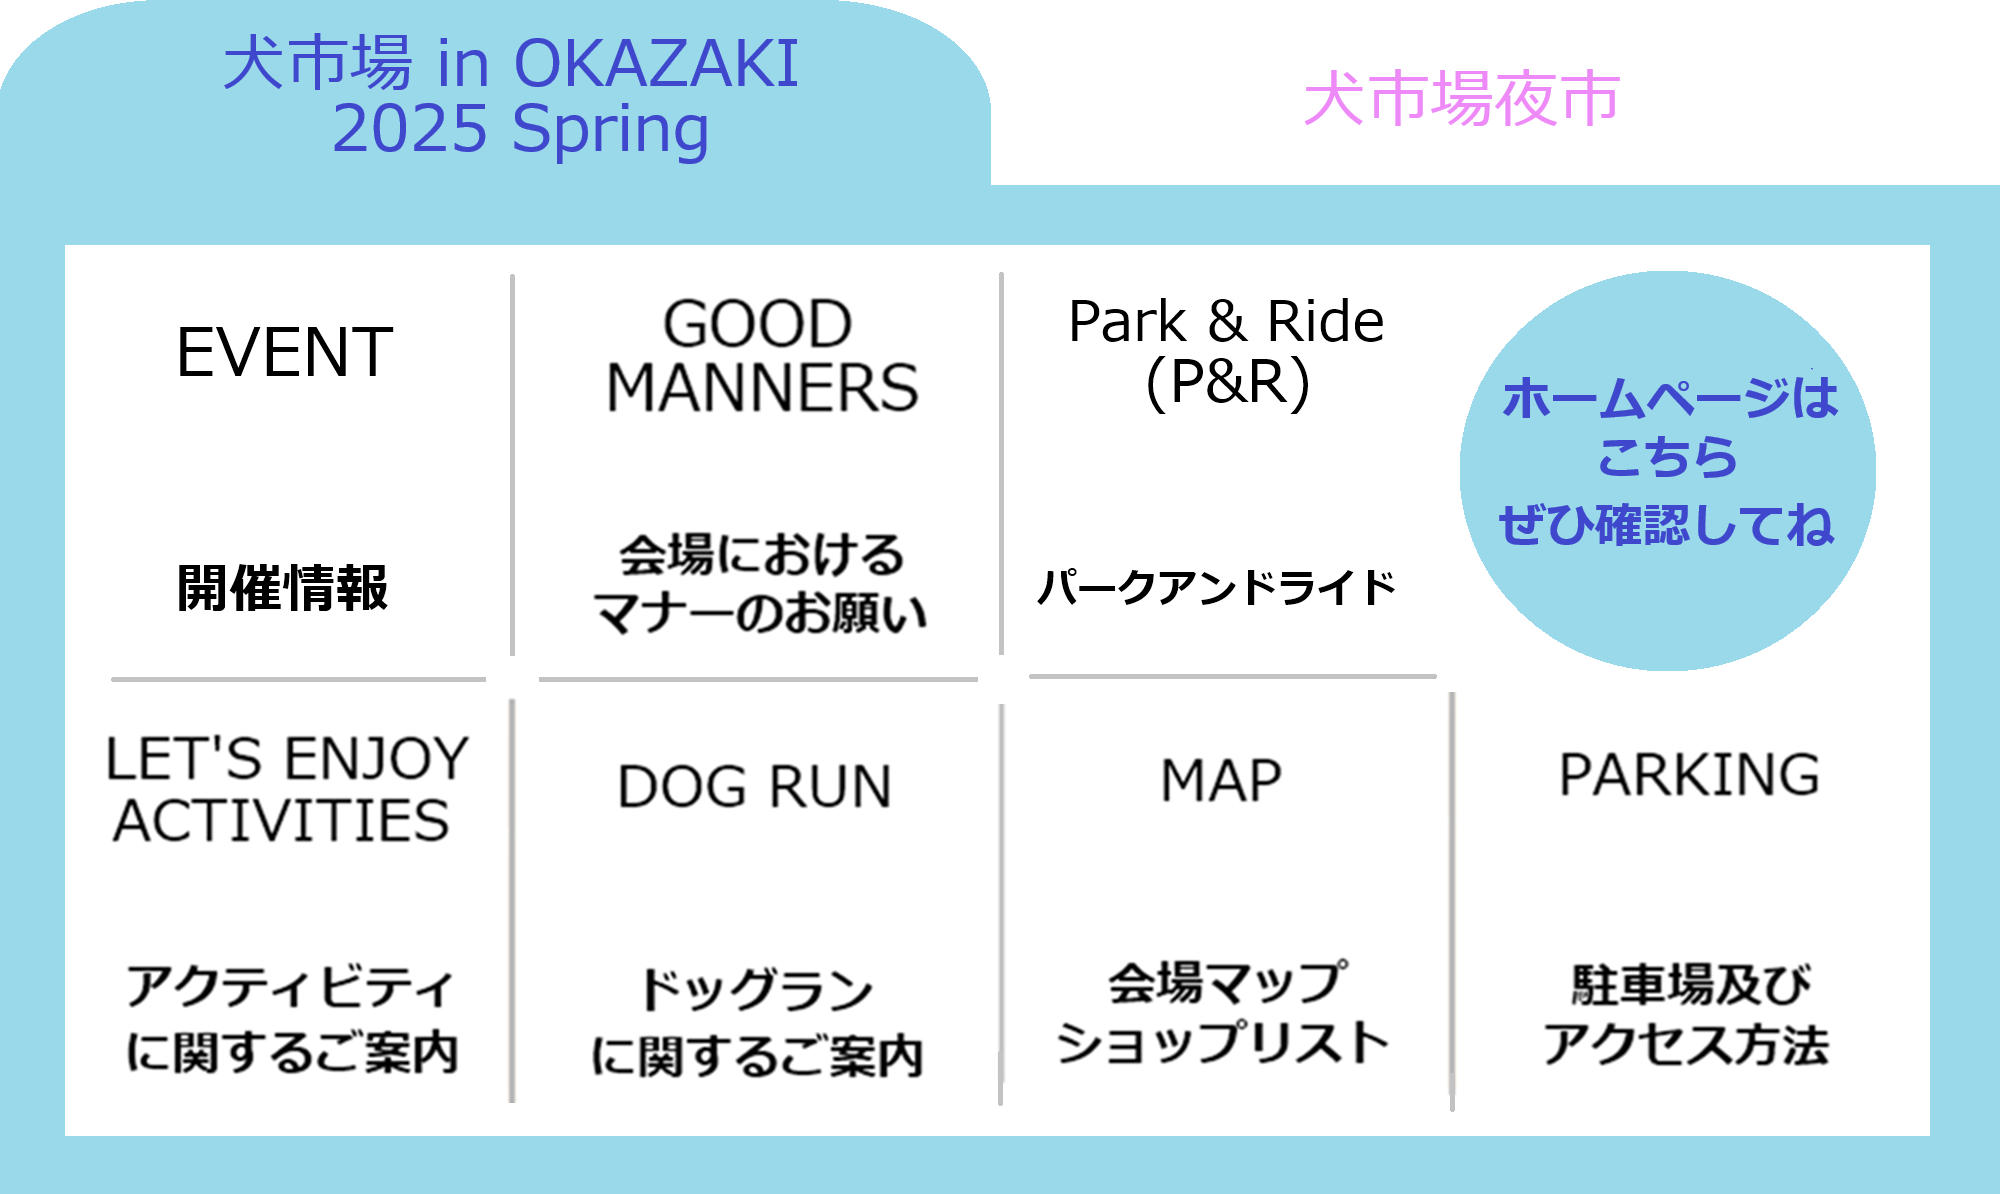 犬市場 in OKAZAKI
2025 Spring
犬市場夜市
EVENT
開催情報
GOOD
MANNERS
会場における
マナーのお願い
Park & Ride
(P&R)
パークアンドライド
ホームページは
こちら
ぜひ確認してね
LET'S ENJOY
ACTIVITIES
アクティビティ
に関するご案内
DOG RUN
ドッグラン
に関するご案内
MAP
会場マップ
ショップリスト
PARKING
駐車場及び
アクセス方法